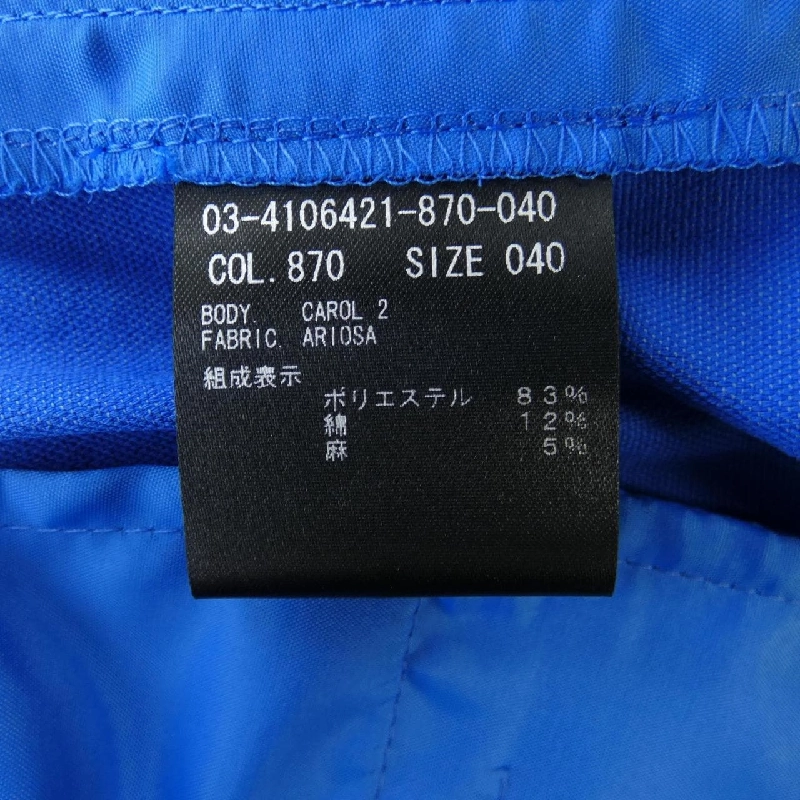 03-4106421-870-040
COL.870 SIZE 040
BODY. CAROL 2
FABRIC. ARIOSA
組成表示
ポリエステル 83%
綿 12%
麻 5%